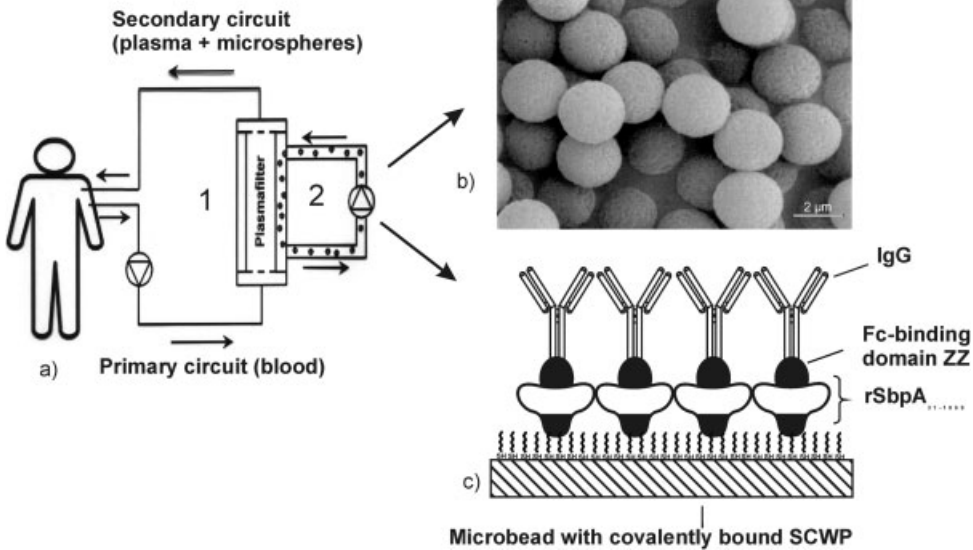 Secondary circuit
(plasma + microspheres)
1
Plasmafilter
2
a)
Primary circuit (blood)
b)
2 µm
IgG
Fc-binding
domain ZZ
rSbpA
c)
Microbead with covalently bound SCWP